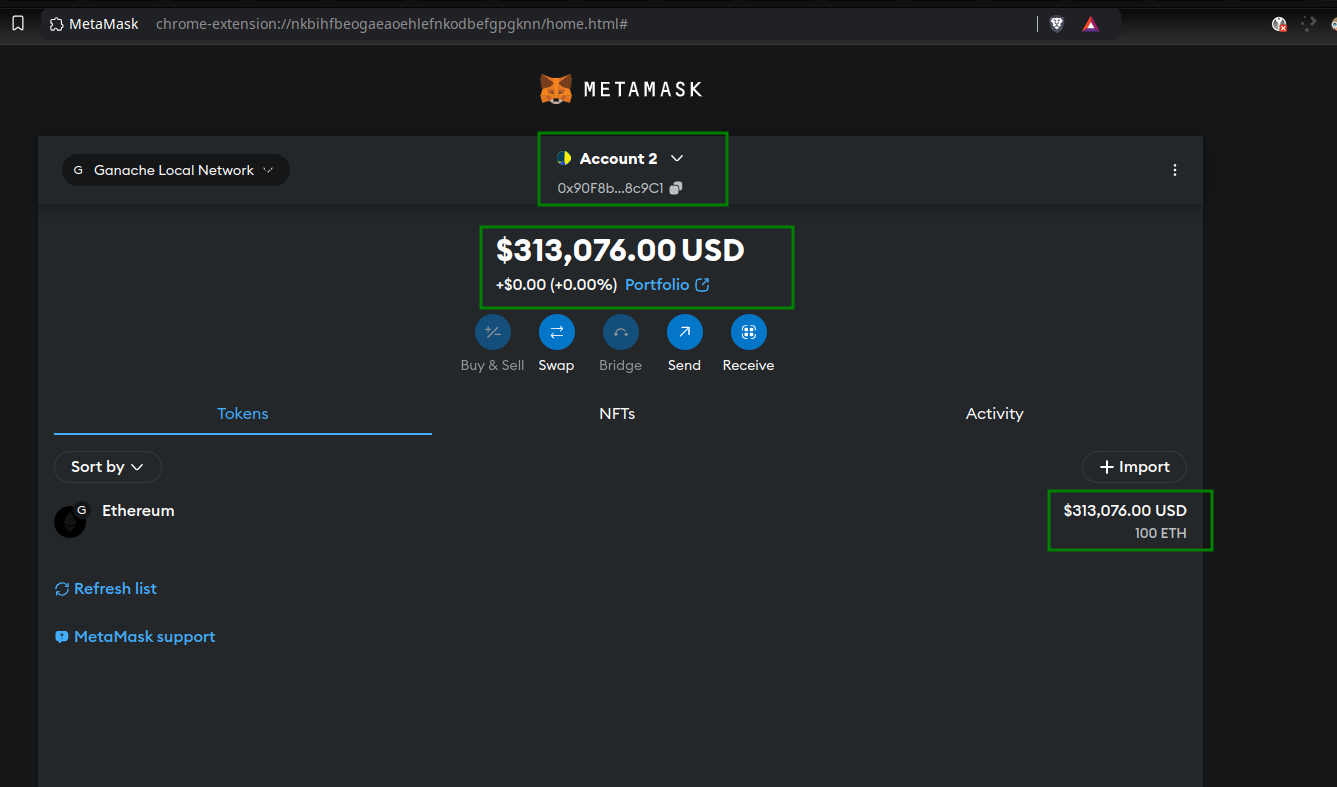 MetaMask chrome-extension://nkbihfbeogaeaoehlefnkodbefgpgknn/home.html#
METAMASK
G Ganache Local Network
Account 2
0x90F8b...8c9C1
$313,076.00 USD
+$0.00 (+0.00%) Portfolio
Buy & Sell Swap Bridge Send Receive
Tokens NFTs Activity
Sort by
+ Import
G
Ethereum
$313,076.00 USD
100 ETH
Refresh list
MetaMask support